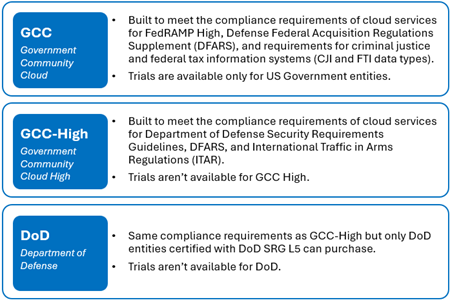 GCC
Government
Community
Cloud
• Built to meet the compliance requirements of cloud services
for FedRAMP High, Defense Federal Acquisition Regulations
Supplement (DFARS), and requirements for criminal justice
and federal tax information systems (CJI and FTI data types).
• Trials are available only for US Government entities.
GCC-High
Government
Community
Cloud High
• Built to meet the compliance requirements of cloud services
for Department of Defense Security Requirements
Guidelines, DFARS, and International Traffic in Arms
Regulations (ITAR).
• Trials aren’t available for GCC High.
DoD
Department of
Defense
• Same compliance requirements as GCC-High but only DoD
entities certified with DoD SRG L5 can purchase.
• Trials aren’t available for DoD.